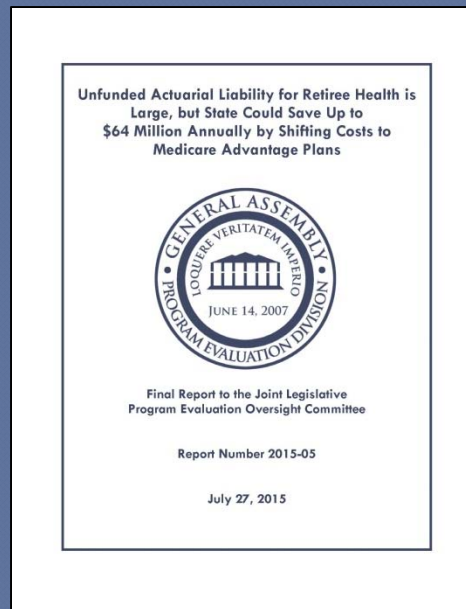 Unfunded Actuarial Liability for Retiree Health is
Large, but State Could Save Up to
$64 Million Annually by Shifting Costs to
Medicare Advantage Plans
GENERAL ASSEMBLY
LOQUERE VERITATEM IMPERIO
JUNE 14, 2007
PROGRAM EVALUATION DIVISION
Final Report to the Joint Legislative
Program Evaluation Oversight Committee
Report Number 2015-05
July 27, 2015